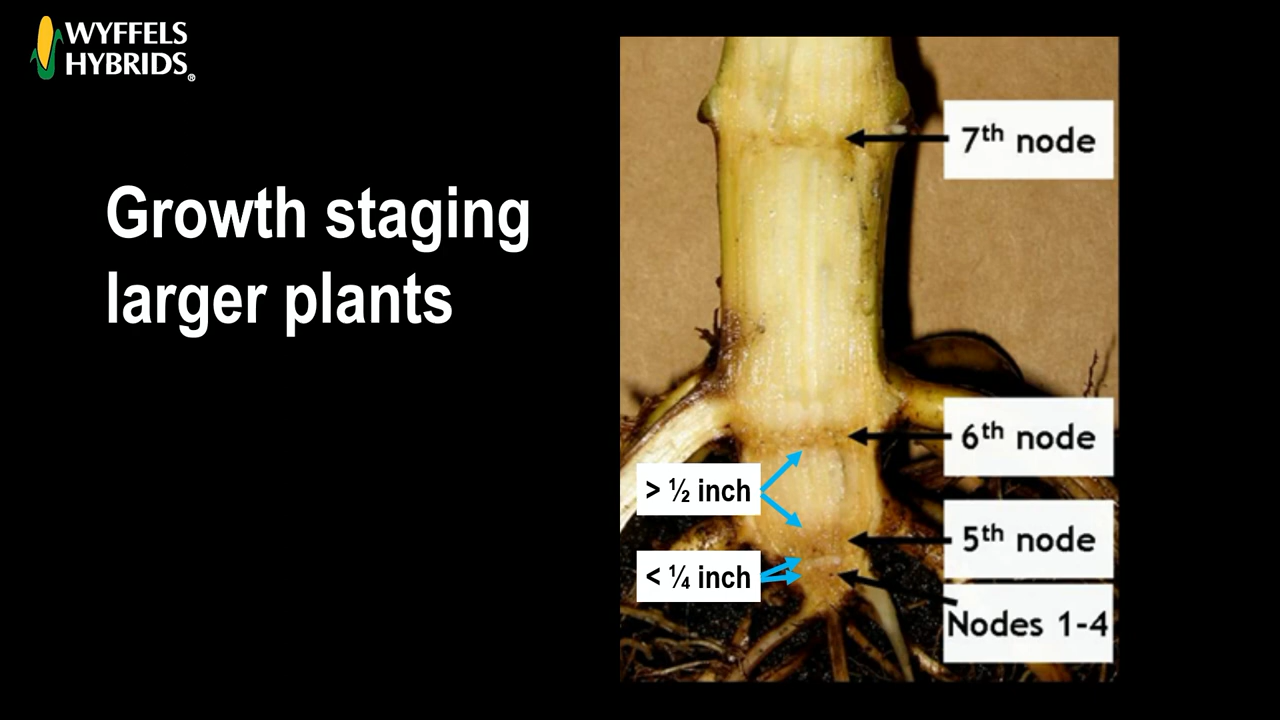 WYFFELS
HYBRIDS®
Growth staging
larger plants
7th node
6th node
> ½ inch
5th node
< ¼ inch
Nodes 1-4